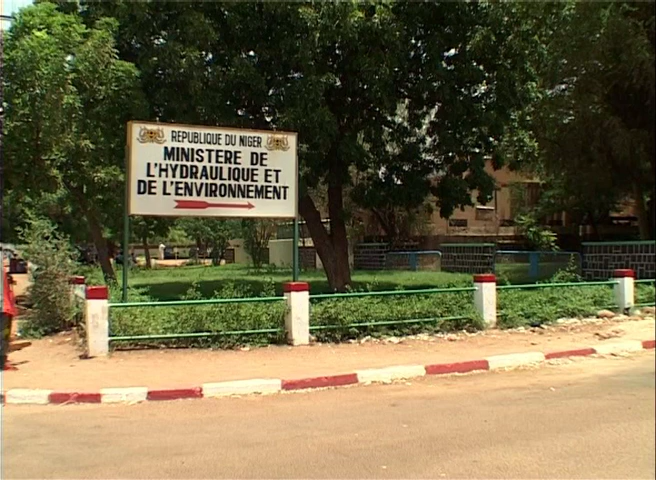 REPUBLIQUE DU NIGER
MINISTERE DE
L'HYDRAULIQUE ET
DE L'ENVIRONNEMENT